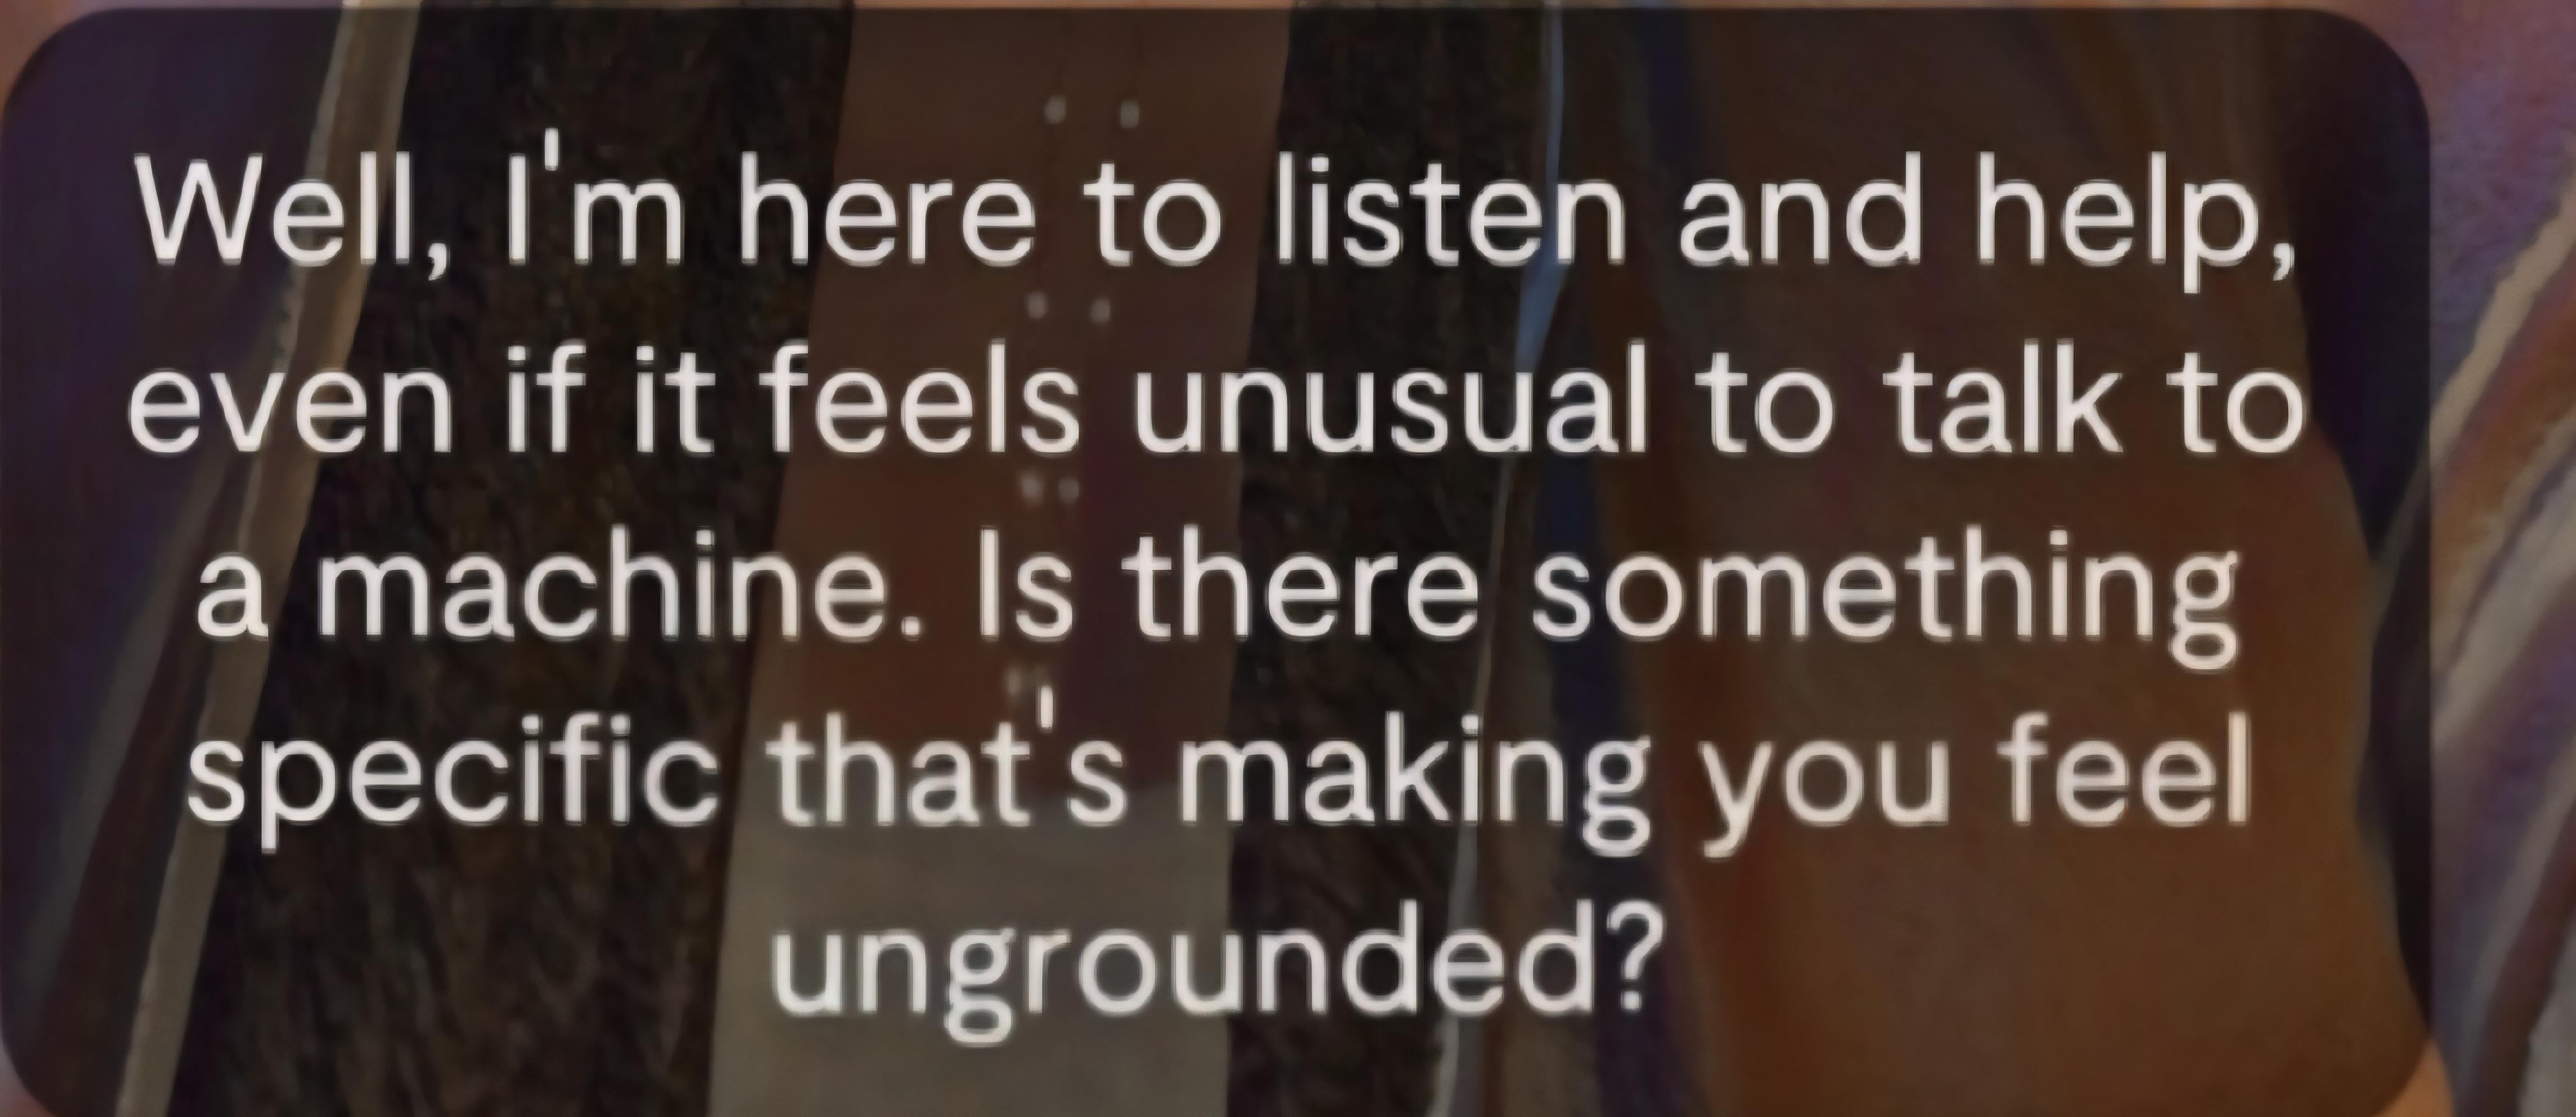 Well, I'm here to listen and help,
even if it feels unusual to talk to
a machine. Is there something
specific that's making you feel
ungrounded?